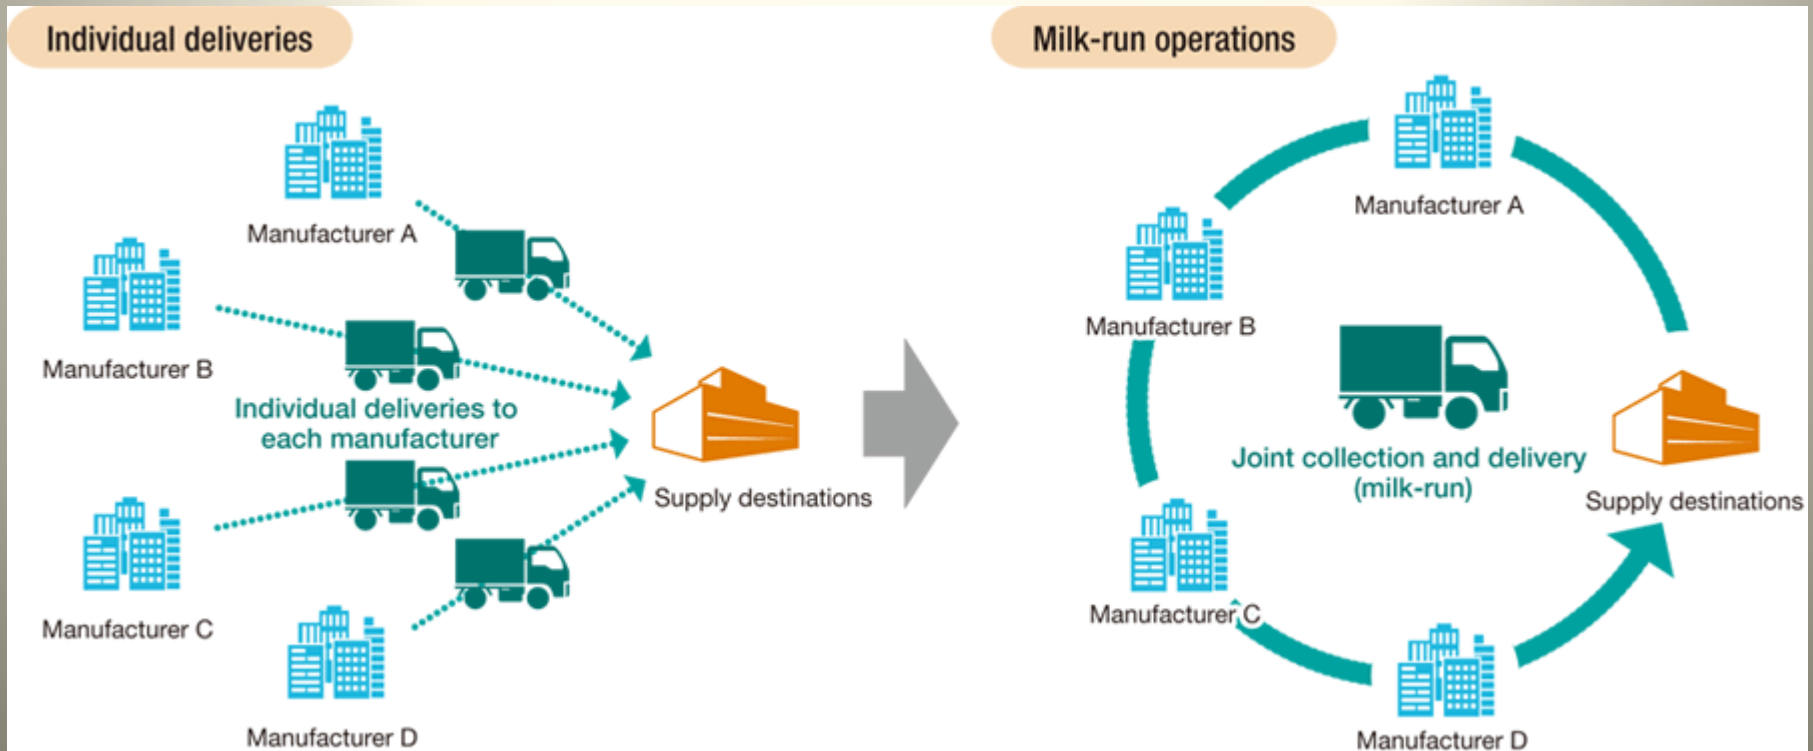 Individual deliveries
Manufacturer A
Manufacturer B
Individual deliveries to
each manufacturer
Supply destinations
Manufacturer C
Manufacturer D
Milk-run operations
Manufacturer A
Manufacturer B
Joint collection and delivery
(milk-run)
Supply destinations
Manufacturer C
Manufacturer D